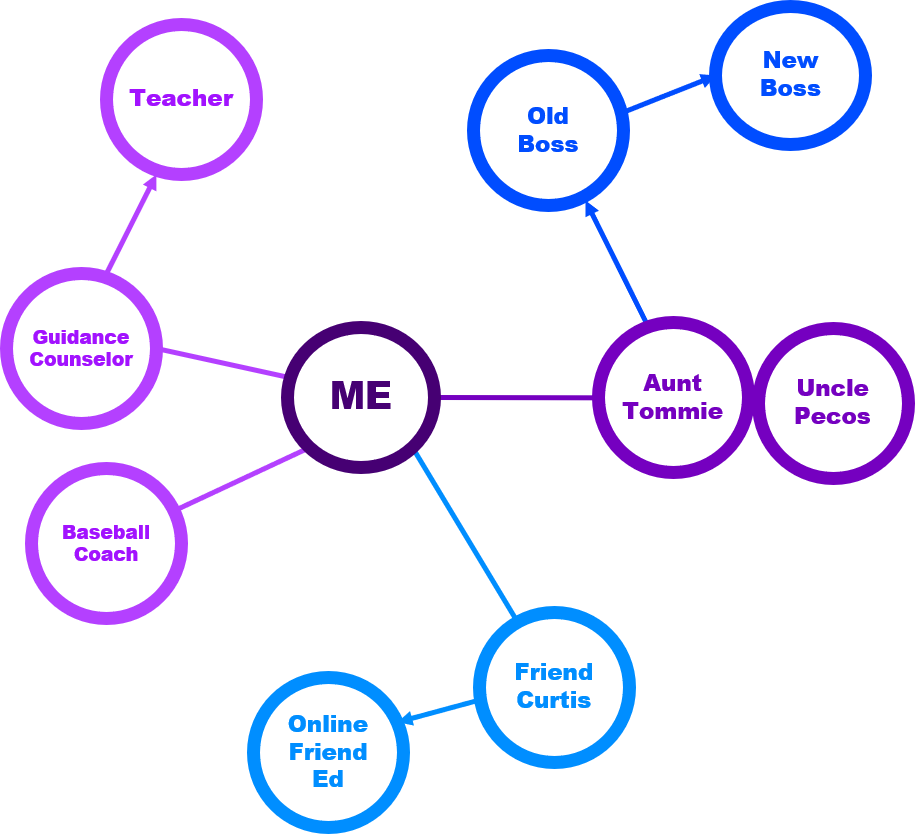 Teacher
Old
Boss
New
Boss
Guidance
Counselor
ME
Aunt
Tommie
Uncle
Pecos
Baseball
Coach
Friend
Curtis
Online
Friend
Ed